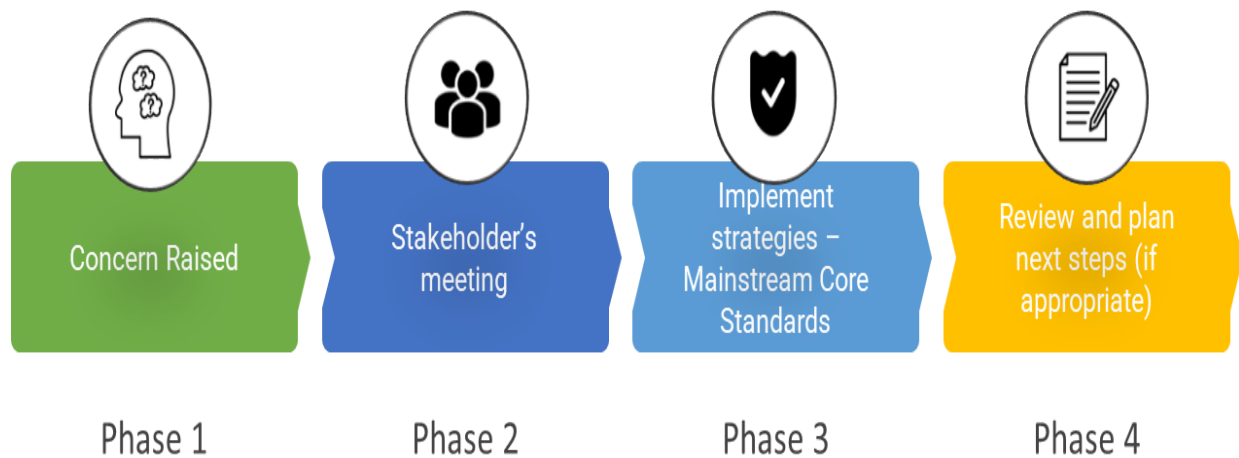 Concern Raised
Stakeholder’s
meeting
Implement
strategies –
Mainstream Core
Standards
Review and plan
next steps (if
appropriate)
Phase 1
Phase 2
Phase 3
Phase 4